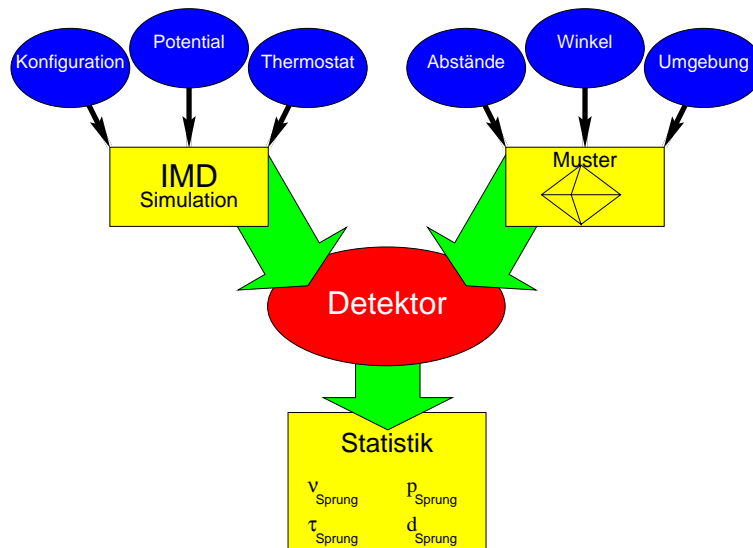 Konfiguration Potential Thermostat Abstände Winkel Umgebung
IMD
Simulation
Muster
Detektor
Statistik
νSprung pSprung
τSprung dSprung